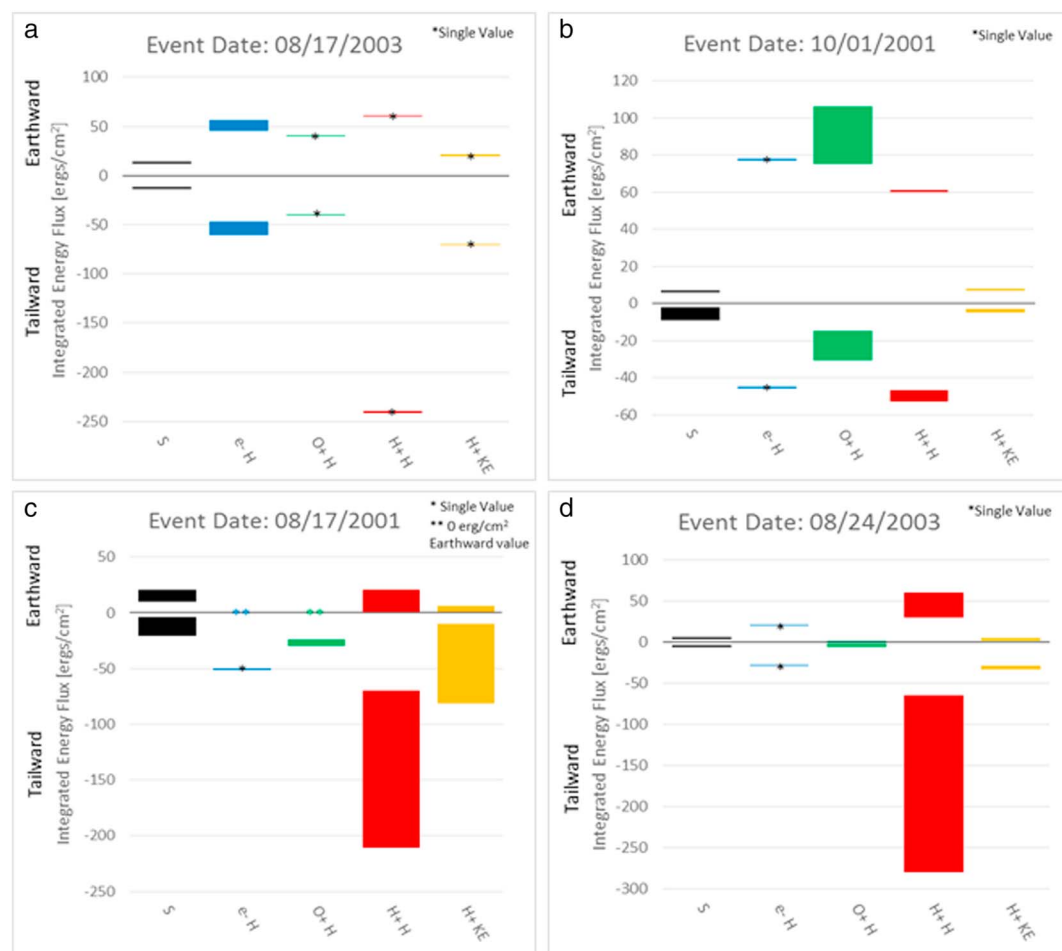 a
Event Date: 08/17/2003
*Single Value
Earthward
Tailward
Integrated Energy Flux [ergs/cm²]
100
50
0
-50
-100
-150
-200
-250
*
*
*
*
*
*
S
e- H
O+ H
H+ H
H+ KE
b
Event Date: 10/01/2001
*Single Value
Earthward
Tailward
Integrated Energy Flux [ergs/cm²]
120
100
80
60
40
20
0
-20
-40
-60
*
*
S
e- H
O+ H
H+ H
H+ KE
c
Event Date: 08/17/2001
* Single Value
** 0 erg/cm²
Earthward value
Earthward
Tailward
Integrated Energy Flux [ergs/cm²]
50
0
-50
-100
-150
-200
-250
**
**
*
S
e- H
O+ H
H+ H
H+ KE
d
Event Date: 08/24/2003
*Single Value
Earthward
Tailward
Integrated Energy Flux [ergs/cm²]
100
50
0
-50
-100
-150
-200
-250
-300
*
*
S
e- H
O+ H
H+ H
H+ KE